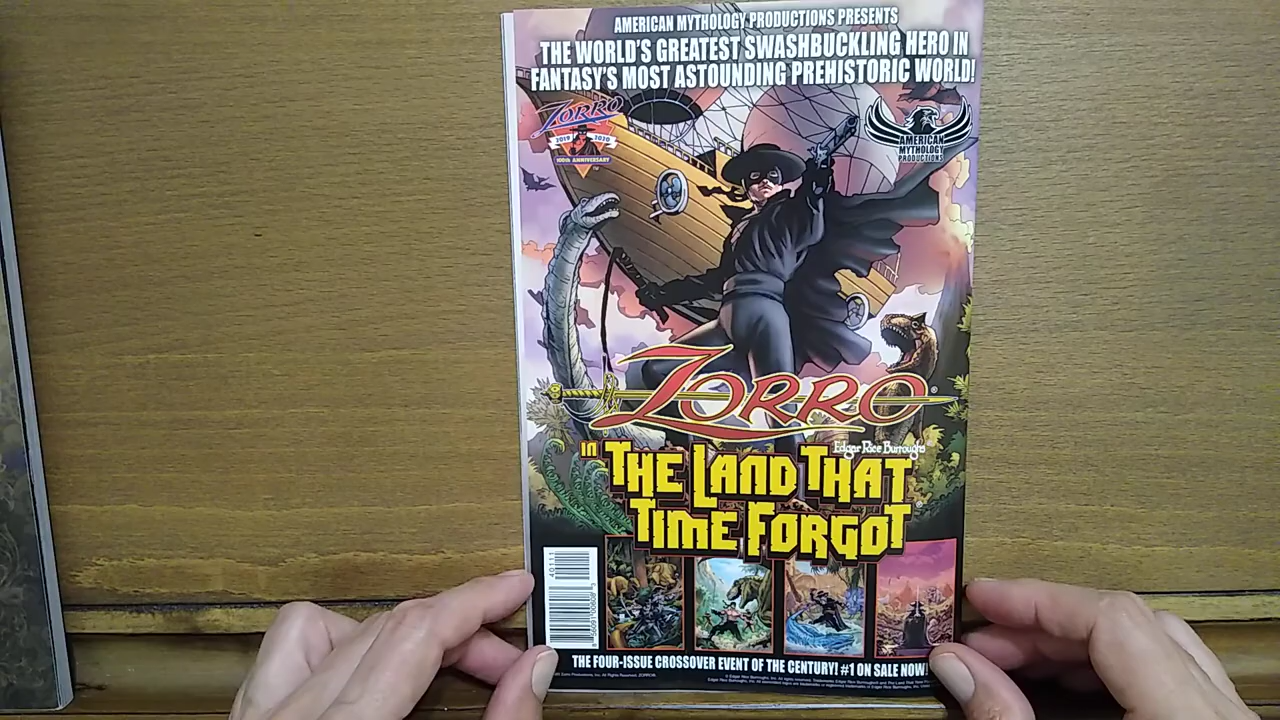 AMERICAN MYTHOLOGY PRODUCTIONS PRESENTS
THE WORLD'S GREATEST SWASHBUCKLING HERO IN
FANTASY'S MOST ASTOUNDING PREHISTORIC WORLD!
ZORRO
2019 2020
100th ANNIVERSARY
AMERICAN
MYTHOLOGY
PRODUCTIONS
ZORRO®
Edgar Rice Burroughs
IN THE LAND THAT
TIME FORGOT
40111
THE FOUR-ISSUE CROSSOVER EVENT OF THE CENTURY! #1 ON SALE NOW!